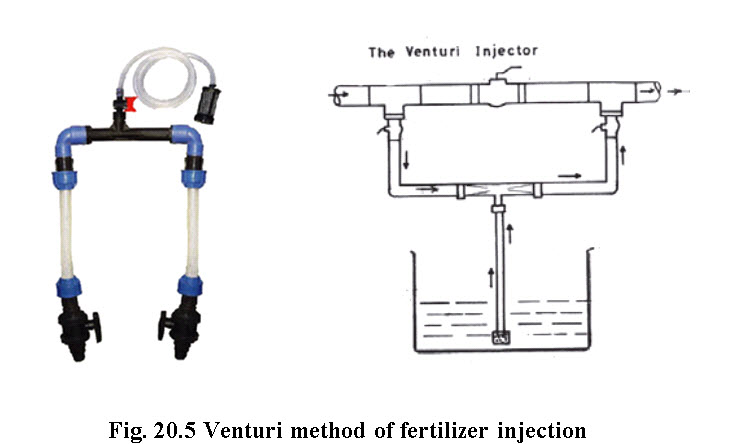 The Venturi Injector
Fig. 20.5 Venturi method of fertilizer injection